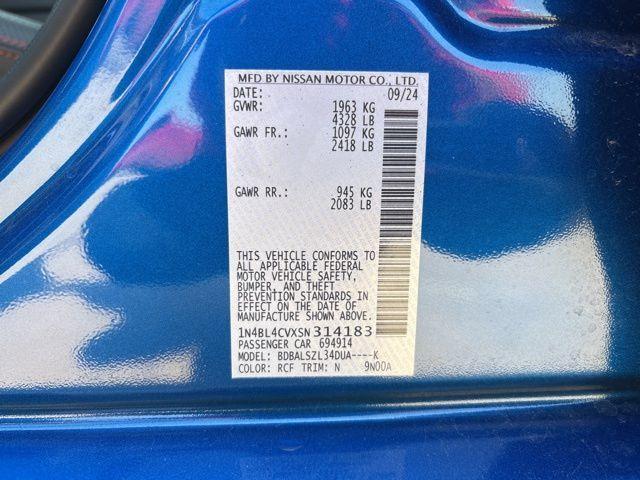 MFD BY NISSAN MOTOR CO., LTD.
DATE: 09/24
GVWR: 1963 KG
4328 LB
GAWR FR.: 1097 KG
2418 LB
GAWR RR.: 945 KG
2083 LB
THIS VEHICLE CONFORMS TO
ALL APPLICABLE FEDERAL
MOTOR VEHICLE SAFETY,
BUMPER, AND THEFT
PREVENTION STANDARDS IN
EFFECT ON THE DATE OF
MANUFACTURE SHOWN ABOVE.
1N4BL4CVXSN314183
PASSENGER CAR 694914
MODEL: BDBALSZL34DUA----K
COLOR: RCF TRIM: N 9N00A